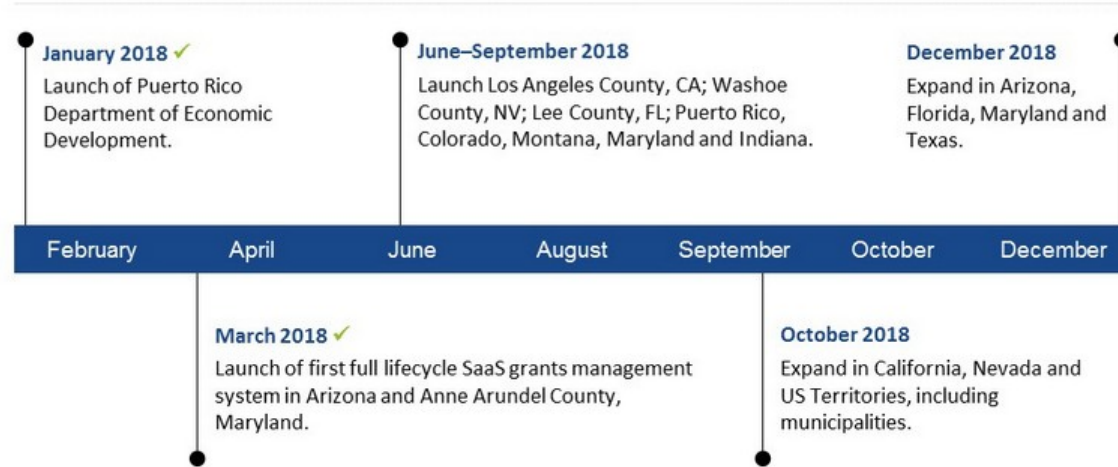 January 2018 ✓
Launch of Puerto Rico
Department of Economic
Development.
June–September 2018
Launch Los Angeles County, CA; Washoe
County, NV; Lee County, FL; Puerto Rico,
Colorado, Montana, Maryland and Indiana.
December 2018
Expand in Arizona,
Florida, Maryland and
Texas.
February April June August September October December
March 2018 ✓
Launch of first full lifecycle SaaS grants management
system in Arizona and Anne Arundel County,
Maryland.
October 2018
Expand in California, Nevada and
US Territories, including
municipalities.